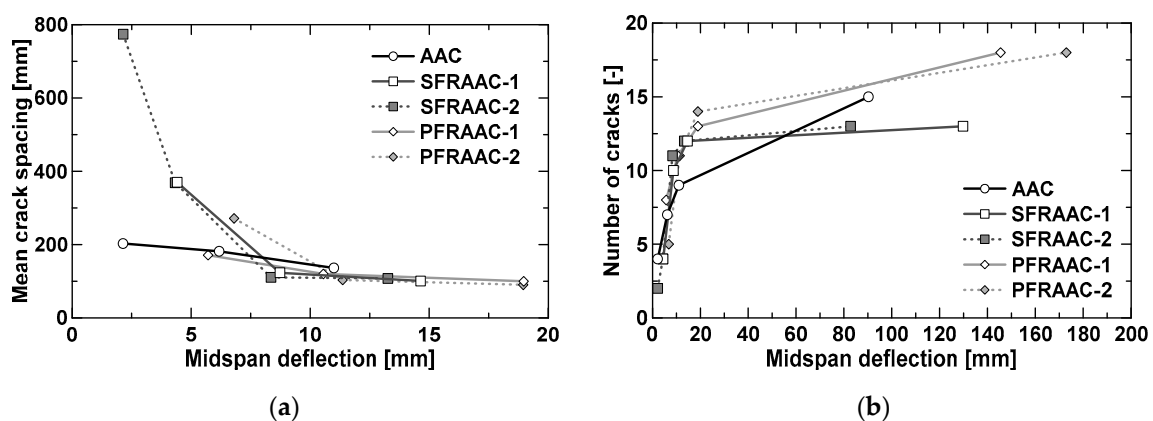 800
600
400
200
0
Mean crack spacing [mm]
0 5 10 15 20
Midspan deflection [mm]
AAC
SFRAAC-1
SFRAAC-2
PFRAAC-1
PFRAAC-2
(a)
20
15
10
5
0
Number of cracks [-]
0 20 40 60 80 100 120 140 160 180 200
Midspan deflection [mm]
AAC
SFRAAC-1
SFRAAC-2
PFRAAC-1
PFRAAC-2
(b)